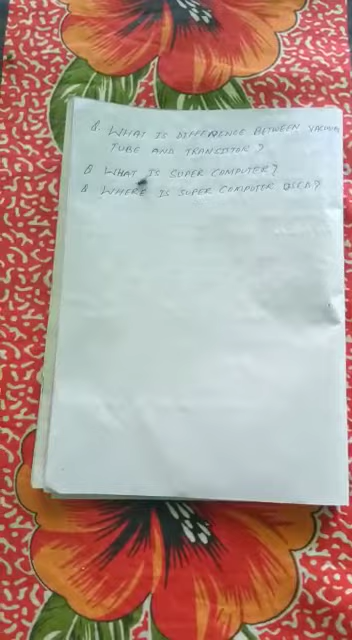 Q. WHAT IS DIFFERENCE BETWEEN VACUUM
TUBE AND TRANSISTOR?
Q WHAT IS SUPER COMPUTER?
Q WHERE IS SUPER COMPUTER USED?